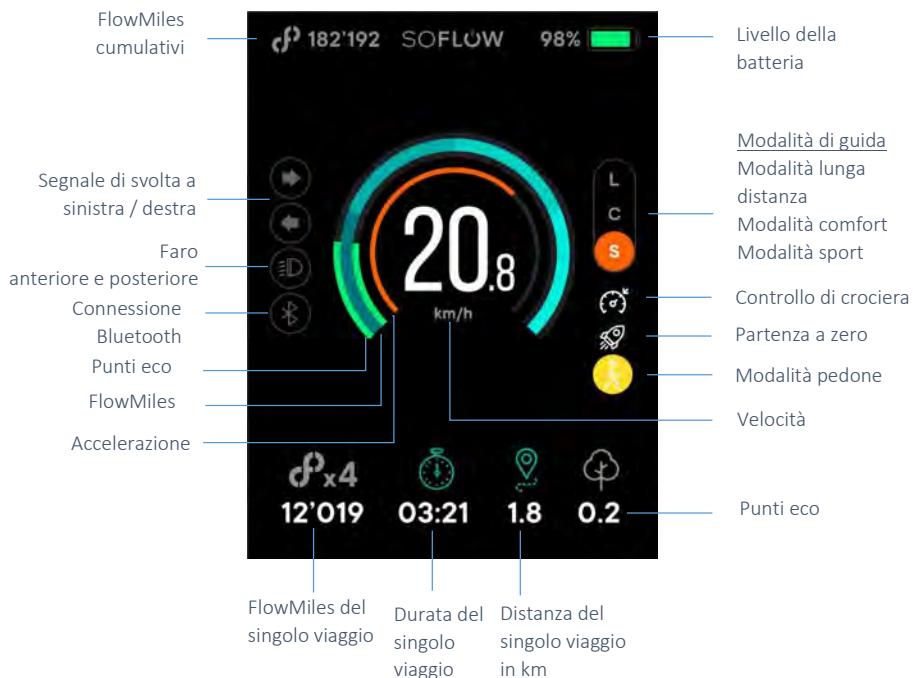 FlowMiles
cumulativi
182'192
SOFLOW
98%
Livello della
batteria
Segnale di svolta a
sinistra / destra
Faro
anteriore e posteriore
Connessione
Bluetooth
Punti eco
FlowMiles
Accelerazione
20.8
km/h
L
C
S
Modalità di guida
Modalità lunga
distanza
Modalità comfort
Modalità sport
Controllo di crociera
Partenza a zero
Modalità pedone
Velocità
x4
12'019
03:21
1.8
0.2
Punti eco
FlowMiles del
singolo viaggio
Durata del
singolo
viaggio
Distanza del
singolo viaggio
in km